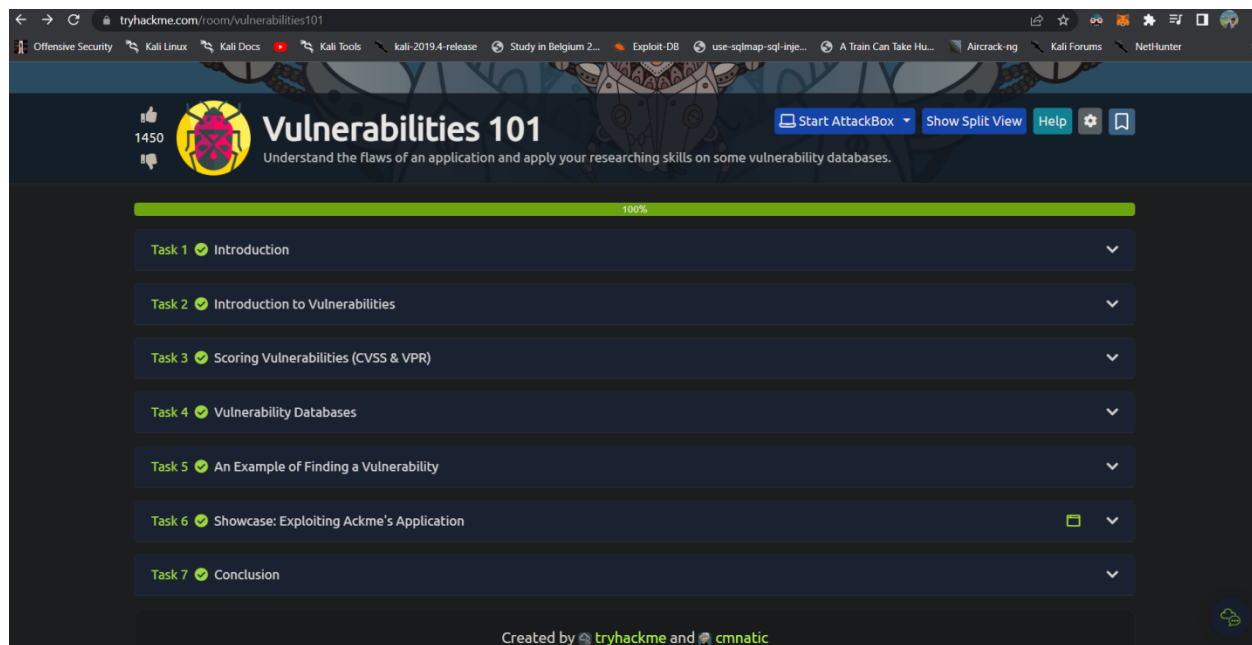 tryhackme.com/room/vulnerabilities101
Offensive Security Kali Linux Kali Docs Kali Tools kali-2019.4-release Study in Belgium 2... Exploit-DB use-sqlmap-sql-inje... A Train Can Take Hu... Aircrack-ng Kali Forums NetHunter
1450
Vulnerabilities 101
Start AttackBox Show Split View Help
Understand the flaws of an application and apply your researching skills on some vulnerability databases.
100%
Task 1 Introduction
Task 2 Introduction to Vulnerabilities
Task 3 Scoring Vulnerabilities (CVSS & VPR)
Task 4 Vulnerability Databases
Task 5 An Example of Finding a Vulnerability
Task 6 Showcase: Exploiting Ackme's Application
Task 7 Conclusion
Created by tryhackme and cmnatic